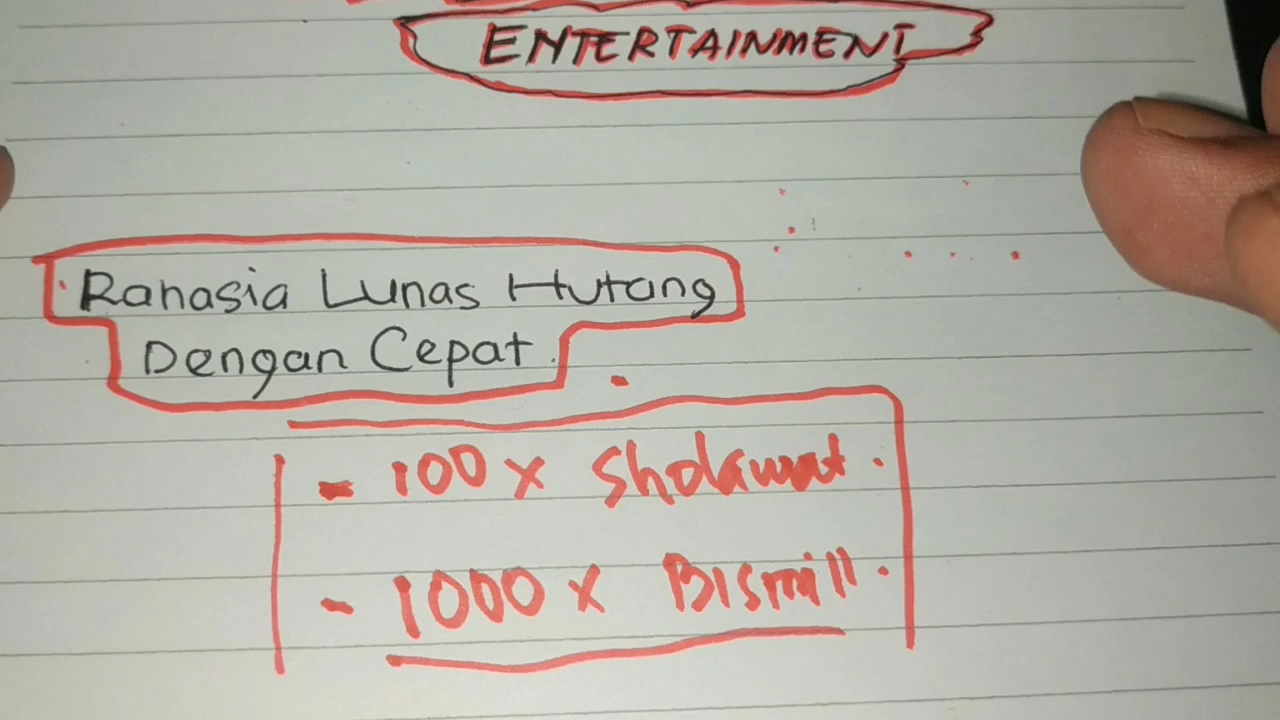 ENTERTAINMENT
Rahasia Lunas Hutang
Dengan Cepat.
- 100 x Sholawat.
- 1000 x Bismill.